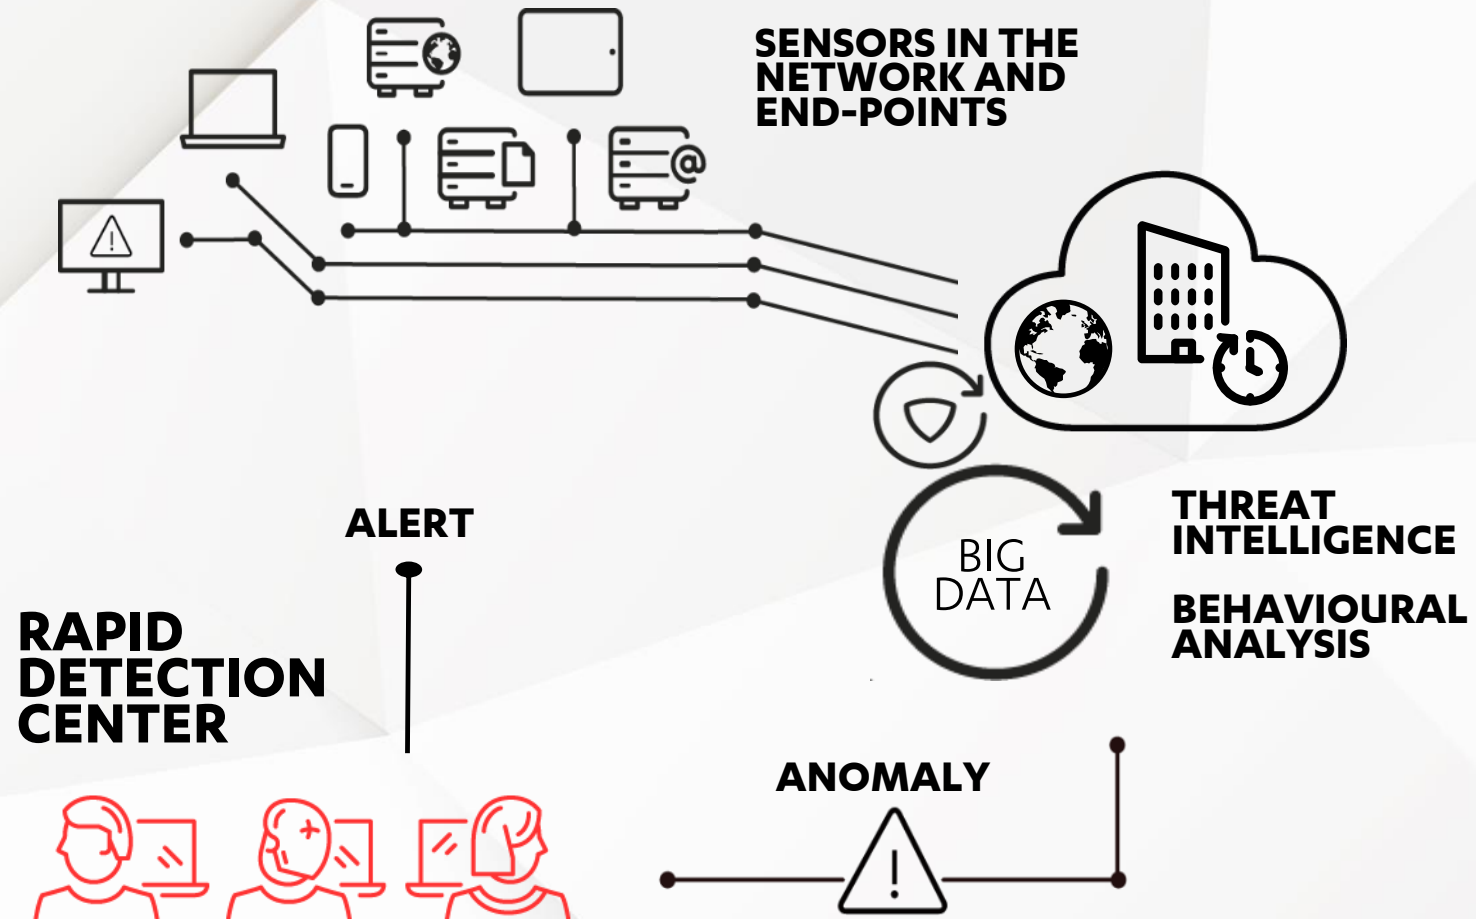 SENSORS IN THE
NETWORK AND
END-POINTS
@
BIG
DATA
THREAT
INTELLIGENCE
BEHAVIOURAL
ANALYSIS
ALERT
RAPID
DETECTION
CENTER
ANOMALY